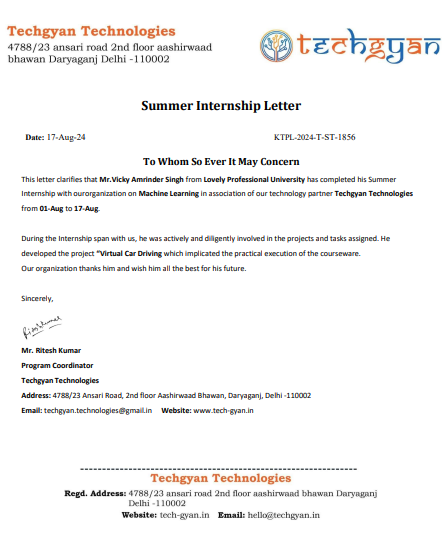 Techgyan Technologies
4788/23 ansari road 2nd floor aashirwaad
bhawan Daryaganj Delhi -110002
techgyan
Summer Internship Letter
Date: 17-Aug-24 KTPL-2024-T-ST-1856
To Whom So Ever It May Concern
This letter clarifies that Mr.Vicky Amrinder Singh from Lovely Professional University has completed his Summer
Internship with ourorganization on Machine Learning in association of our technology partner Techgyan Technologies
from 01-Aug to 17-Aug.
During the Internship span with us, he was actively and diligently involved in the projects and tasks assigned. He
developed the project "Virtual Car Driving which implicated the practical execution of the courseware.
Our organization thanks him and wish him all the best for his future.
Sincerely,
Mr. Ritesh Kumar
Program Coordinator
Techgyan Technologies
Address: 4788/23 Ansari Road, 2nd floor Aashirwaad Bhawan, Daryaganj, Delhi -110002
Email: techgyan.technologies@gmail.in Website: www.tech-gyan.in
Techgyan Technologies
Regd. Address: 4788/23 ansari road 2nd floor aashirwaad bhawan Daryaganj
Delhi -110002
Website: tech-gyan.in Email: hello@techgyan.in